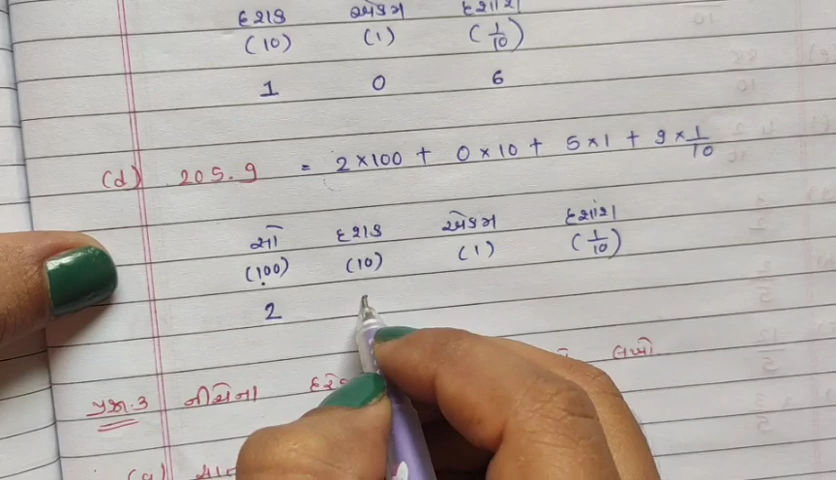 દશક એકમ દશાંશ
(10) (1) (1/10)
1 0 6
(d) 205.9 = 2×100 + 0×10 + 5×1 + 9×1/10
સો દશક એકમ દશાંશ
(100) (10) (1) (1/10)
2
પ્રશ્ન.3 નીચેના લખો
(a) સાત